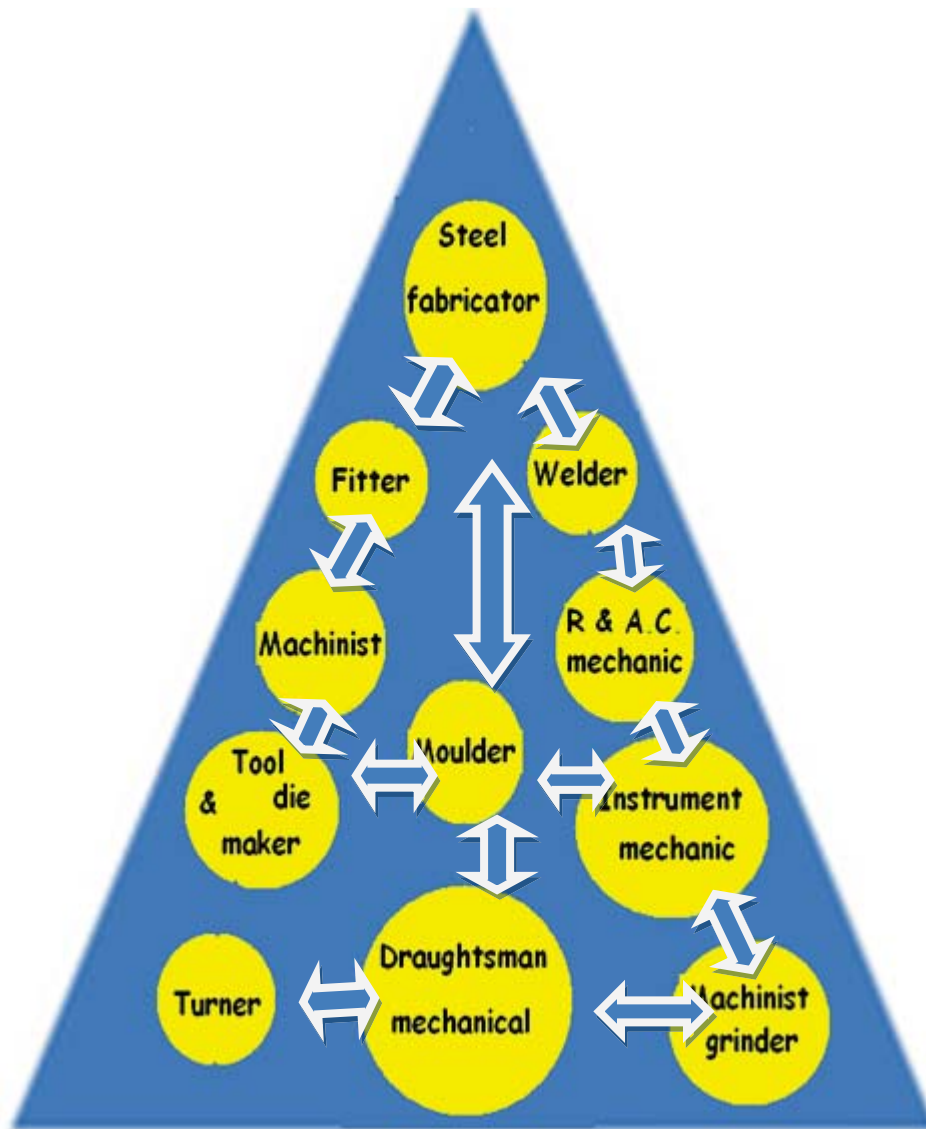 Steel
fabricator
Fitter
Welder
Machinist
R & A.C.
mechanic
Moulder
Tool
& die
maker
Instrument
mechanic
Draughtsman
mechanical
Turner
Machinist
grinder